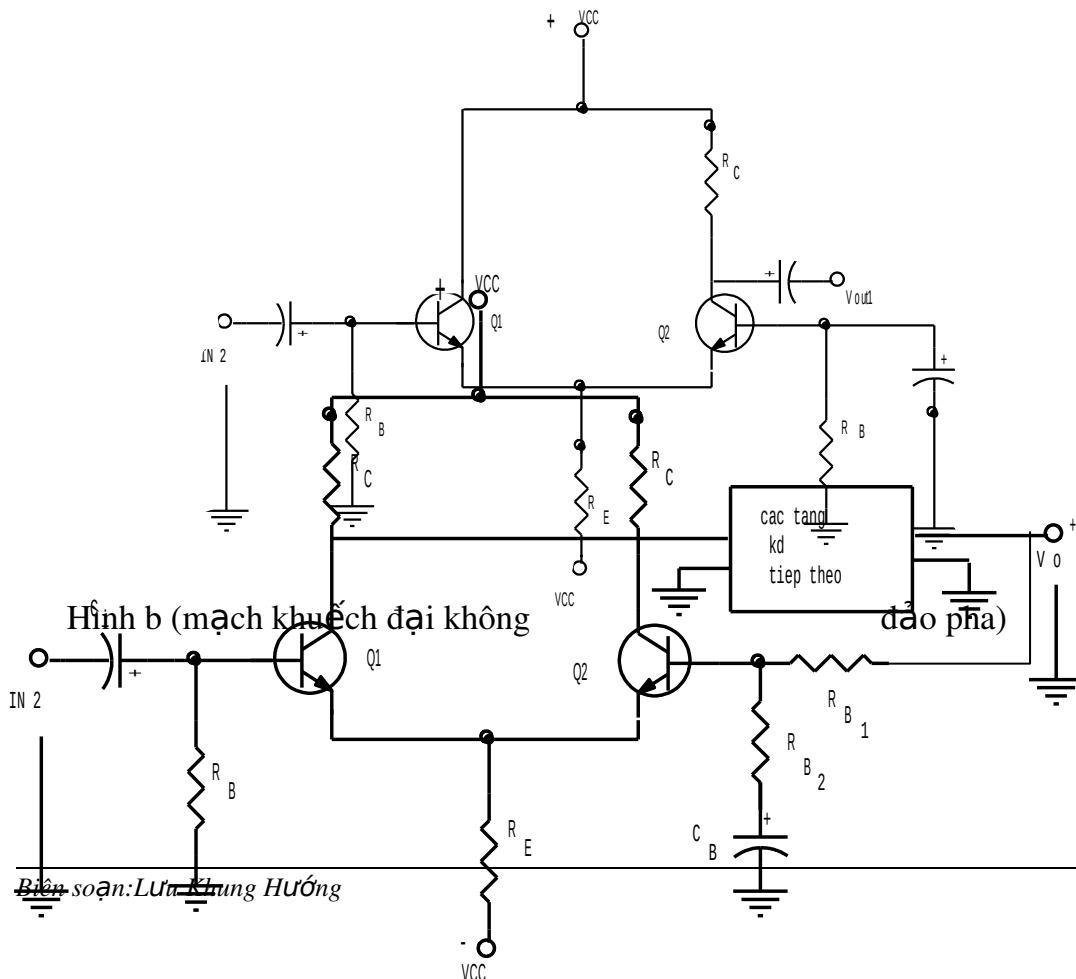 + VCC
R C
+ VCC
+
V out1
Q1
Q2
IN 2
+
+
R B
R B
R C
R C
R E
cac tang
kd
tiep theo
+
V o
VCC
Hình b (mạch khuếch đại không đảo pha)
Q1
Q2
+
IN 2
R B 1
R B
R B 2
R E
+
C B
Biên soạn:Lưu Khung Hướng
-
VCC